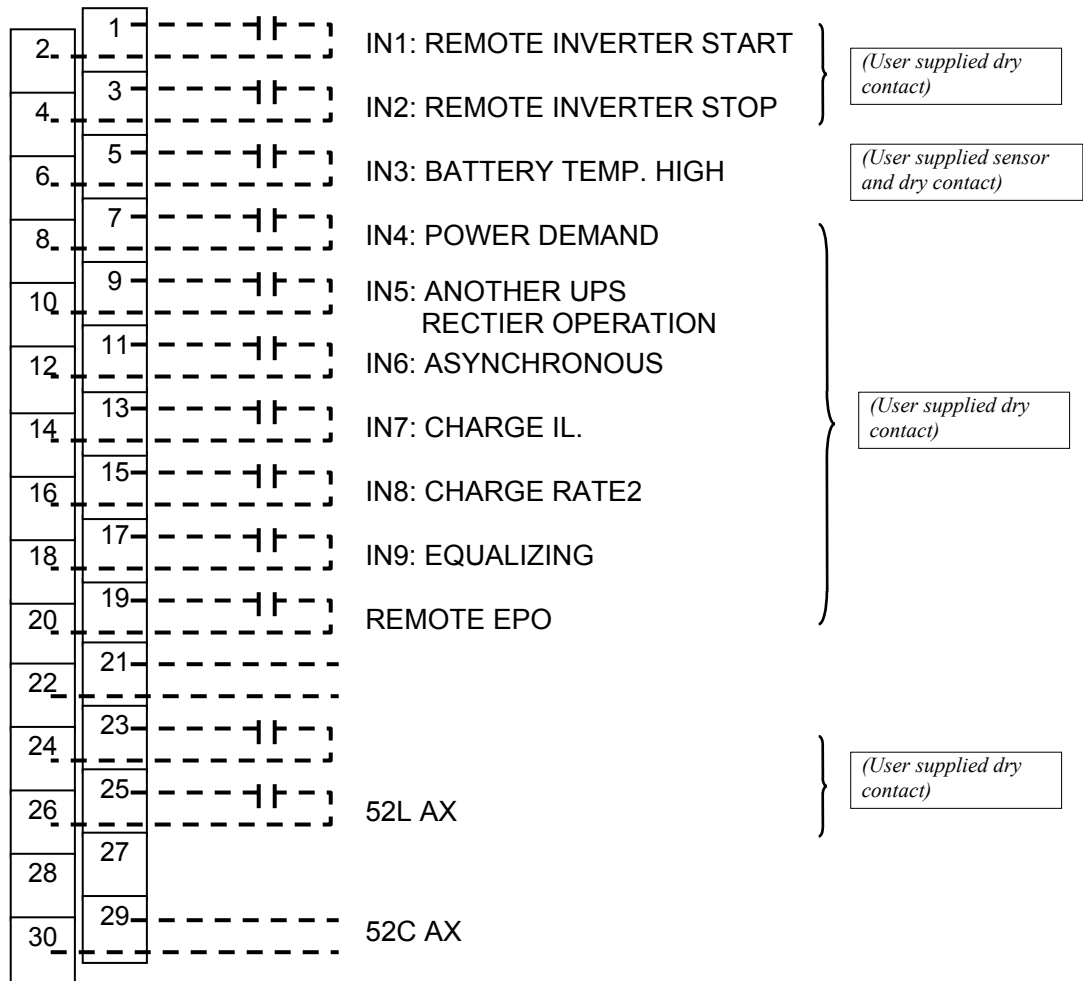 1
2
IN1: REMOTE INVERTER START
(User supplied dry
contact)
3
4
IN2: REMOTE INVERTER STOP
5
6
IN3: BATTERY TEMP. HIGH
(User supplied sensor
and dry contact)
7
8
IN4: POWER DEMAND
9
10
IN5: ANOTHER UPS
RECTIER OPERATION
11
12
IN6: ASYNCHRONOUS
13
14
IN7: CHARGE IL.
(User supplied dry
contact)
15
16
IN8: CHARGE RATE2
17
18
IN9: EQUALIZING
19
20
REMOTE EPO
21
22
23
24
(User supplied dry
contact)
25
26
52L AX
27
28
29
30
52C AX